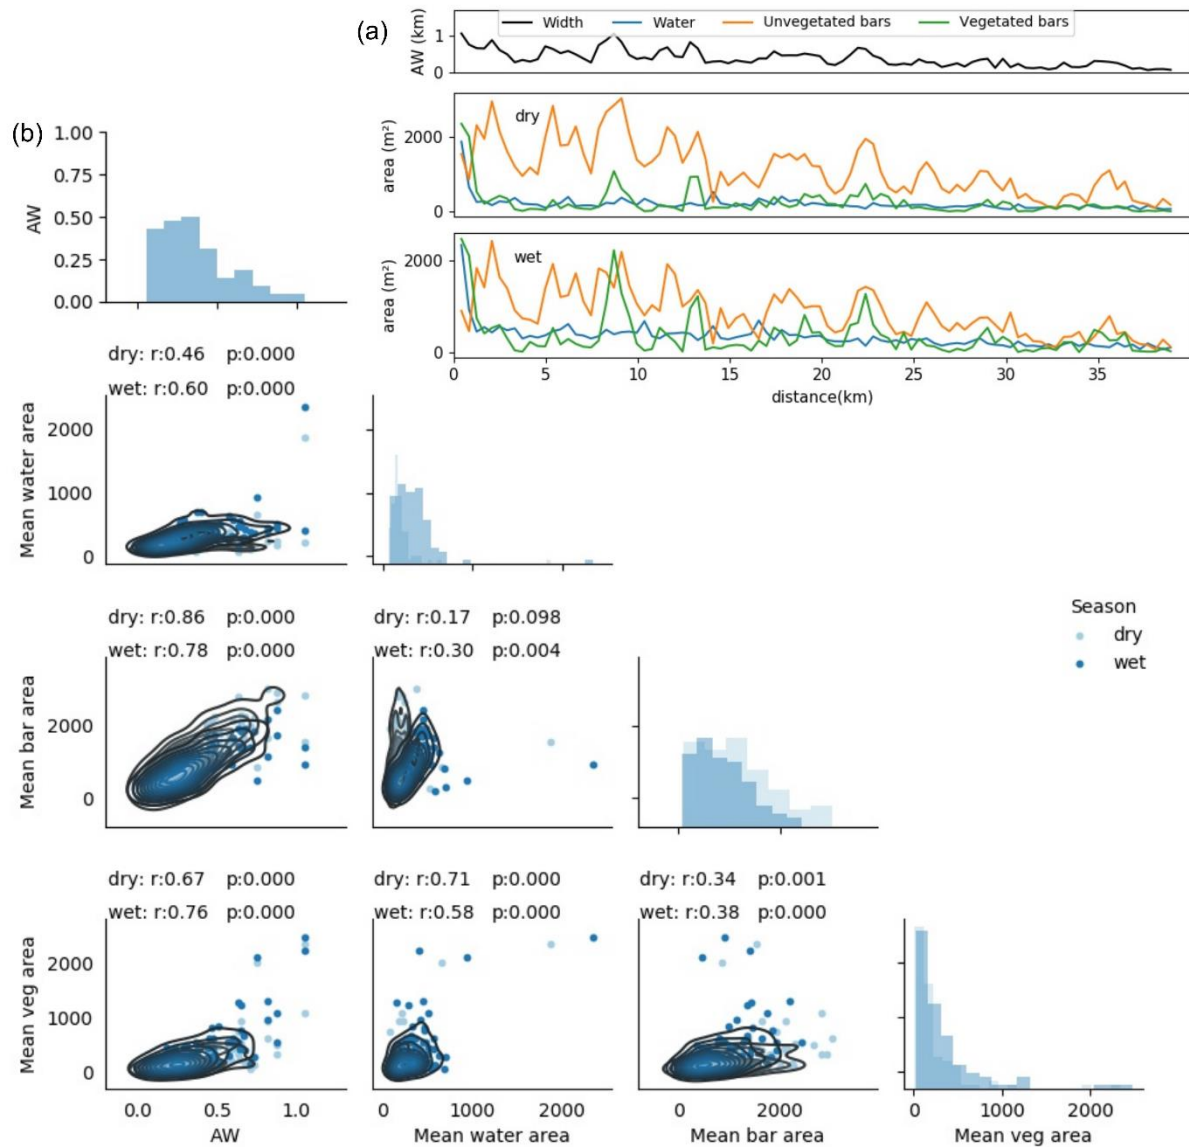 (a)
Width Water Unvegetated bars Vegetated bars
AW (km)
1
0
dry
area (m²)
2000
0
wet
area (m²)
2000
0
0 5 10 15 20 25 30 35
distance(km)
(b)
1.00
0.75
0.50
0.25
0.00
AW
dry: r:0.46 p:0.000
wet: r:0.60 p:0.000
Mean water area
2000
1000
0
dry: r:0.86 p:0.000
wet: r:0.78 p:0.000
dry: r:0.17 p:0.098
wet: r:0.30 p:0.004
Mean bar area
2000
0
Season
dry
wet
dry: r:0.67 p:0.000
wet: r:0.76 p:0.000
dry: r:0.71 p:0.000
wet: r:0.58 p:0.000
dry: r:0.34 p:0.001
wet: r:0.38 p:0.000
Mean veg area
2000
1000
0
0.0 0.5 1.0
AW
0 1000 2000
Mean water area
0 2000
Mean bar area
0 1000 2000
Mean veg area